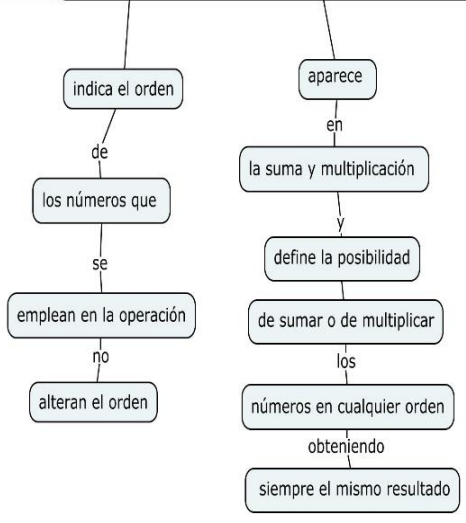 indica el orden
de
los números que
se
emplean en la operación
no
alteran el orden
aparece
en
la suma y multiplicación
y
define la posibilidad
de sumar o de multiplicar
los
números en cualquier orden
obteniendo
siempre el mismo resultado